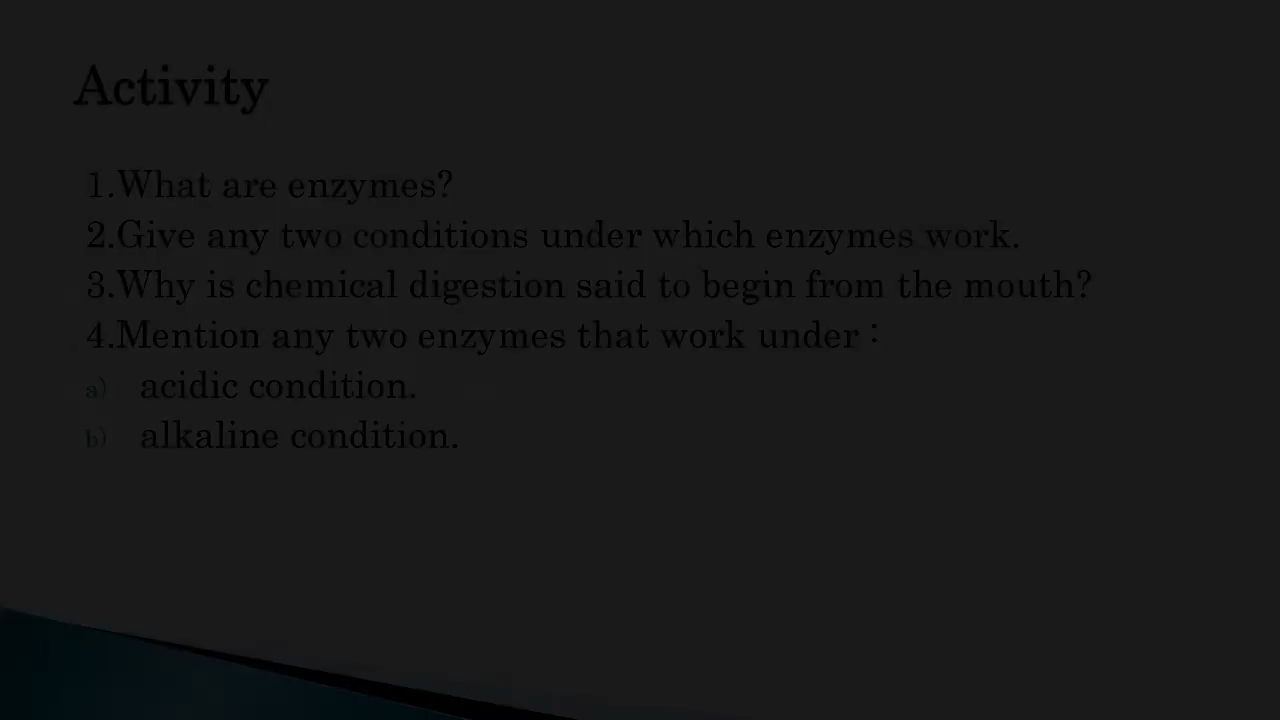 Activity
1.What are enzymes?
2.Give any two conditions under which enzymes work.
3.Why is chemical digestion said to begin from the mouth?
4.Mention any two enzymes that work under :
a) acidic condition.
b) alkaline condition.